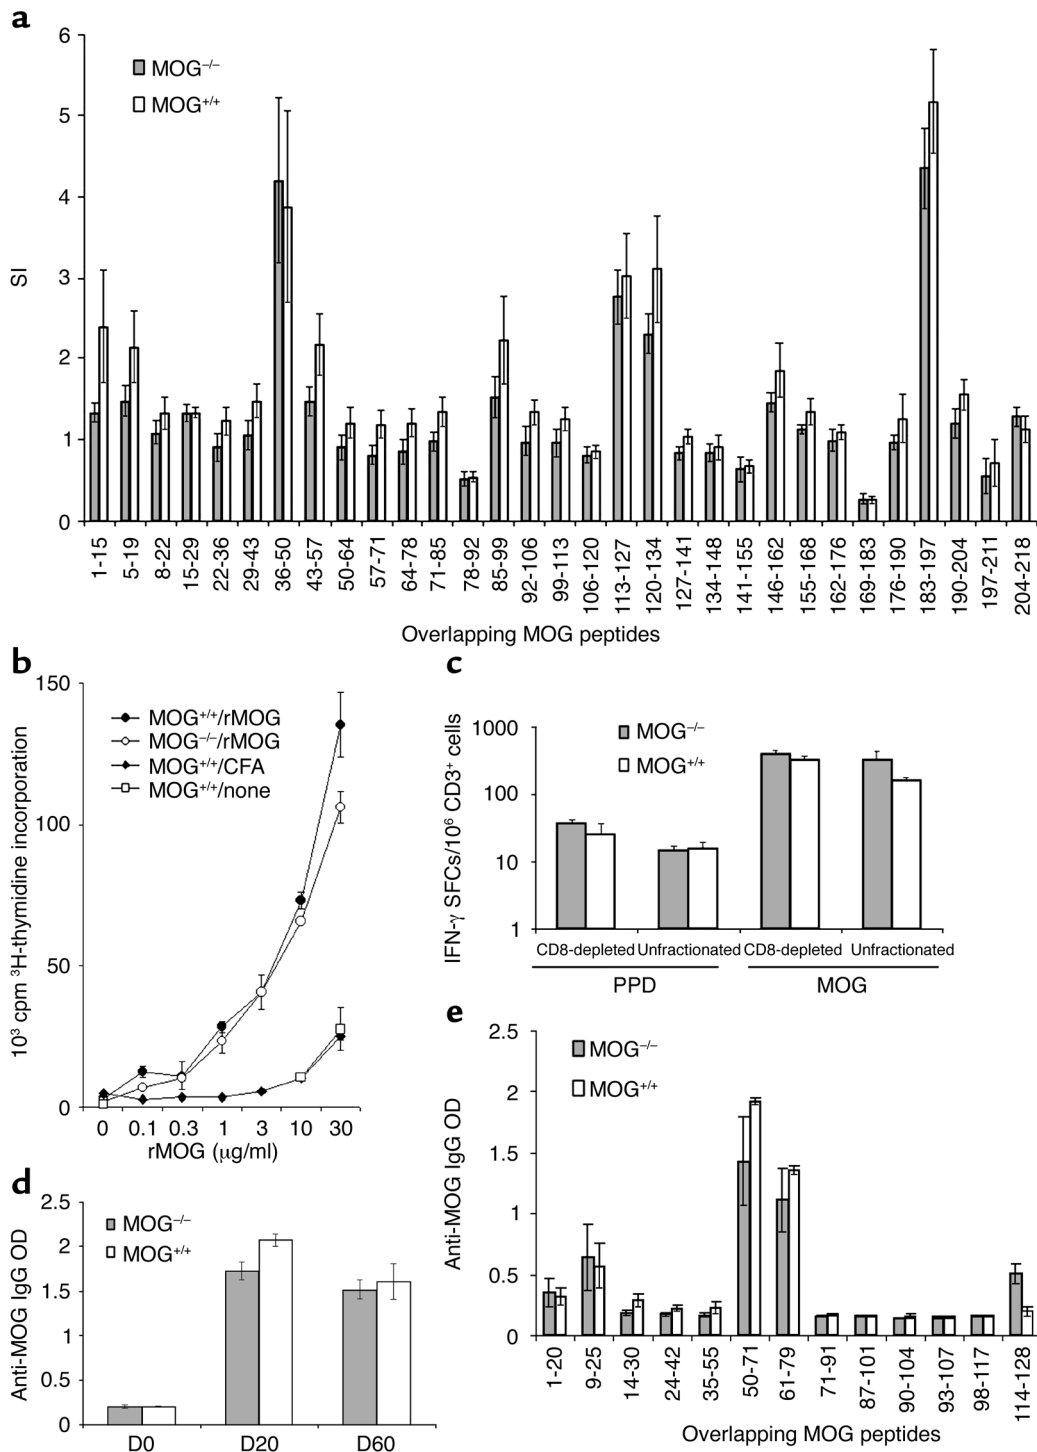 a
6
5
4
3
2
1
0
SI
MOG⁻/⁻
MOG⁺/⁺
1-15
5-19
8-22
15-29
22-36
29-43
36-50
43-57
50-64
57-71
64-78
71-85
78-92
85-99
92-106
99-113
106-120
113-127
120-134
127-141
134-148
141-155
146-162
155-168
162-176
169-183
176-190
183-197
190-204
197-211
204-218
Overlapping MOG peptides
b
150
100
50
0
10³ cpm ³H-thymidine incorporation
MOG⁺/⁺/rMOG
MOG⁻/⁻/rMOG
MOG⁺/⁺/CFA
MOG⁺/⁺/none
0 0.1 0.3 1 3 10 30
rMOG (μg/ml)
c
1000
100
10
1
IFN-γ SFCs/10⁶ CD3⁺ cells
MOG⁻/⁻
MOG⁺/⁺
CD8-depleted Unfractionated CD8-depleted Unfractionated
PPD MOG
d
2.5
2
1.5
1
0.5
0
Anti-MOG IgG OD
MOG⁻/⁻
MOG⁺/⁺
D0 D20 D60
e
2.5
2
1.5
1
0.5
0
Anti-MOG IgG OD
MOG⁻/⁻
MOG⁺/⁺
1-20
9-25
14-30
24-42
35-55
50-71
61-79
71-91
87-101
90-104
93-107
98-117
114-128
Overlapping MOG peptides